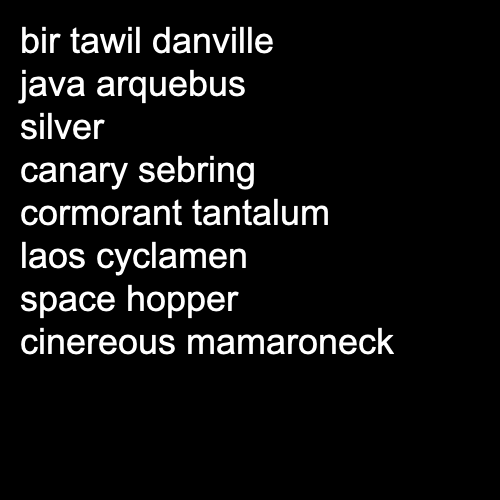 bir tawil danville
java arquebus
silver
canary sebring
cormorant tantalum
laos cyclamen
space hopper
cinereous mamaroneck